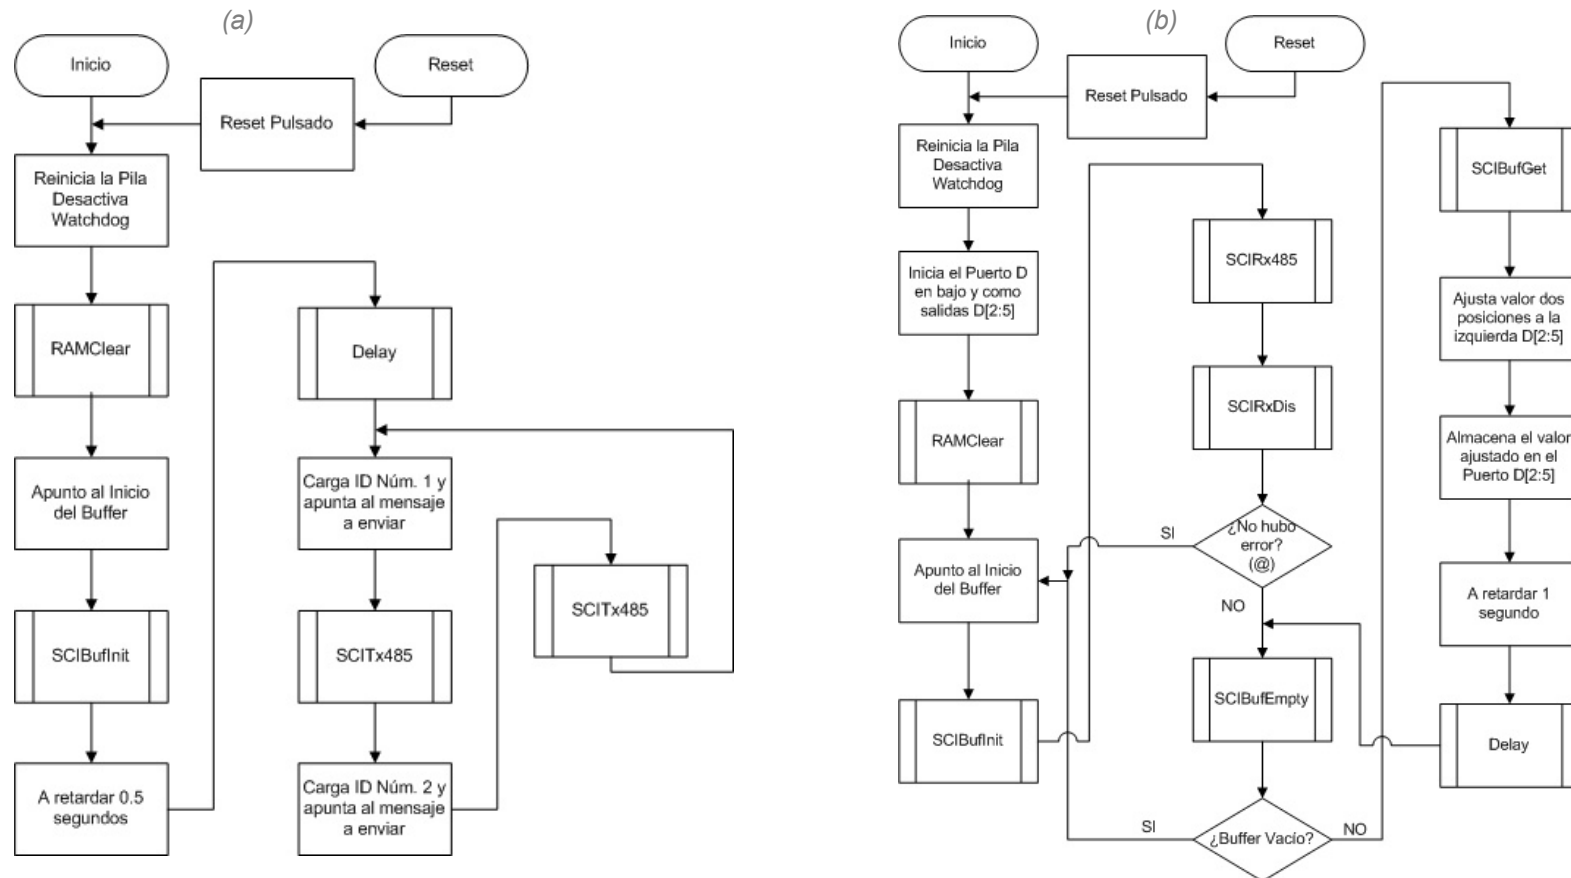 (a)
Inicio
Reset
Reset Pulsado
Reinicia la Pila
Desactiva
Watchdog
RAMClear
Apunto al Inicio
del Buffer
SCIBufInit
A retardar 0.5
segundos
Delay
Carga ID Núm. 1 y
apunta al mensaje
a enviar
SCITx485
Carga ID Núm. 2 y
apunta al mensaje
a enviar
SCITx485
(b)
Inicio
Reset
Reset Pulsado
Reinicia la Pila
Desactiva
Watchdog
Inicia el Puerto D
en bajo y como
salidas D[2:5]
RAMClear
Apunto al Inicio
del Buffer
SCIBufInit
SCIRx485
SCIRxDis
¿No hubo
error?
(@)
SI
NO
SCIBufEmpty
¿Buffer Vacío?
SI
NO
SCIBufGet
Ajusta valor dos
posiciones a la
izquierda D[2:5]
Almacena el valor
ajustado en el
Puerto D[2:5]
A retardar 1
segundo
Delay